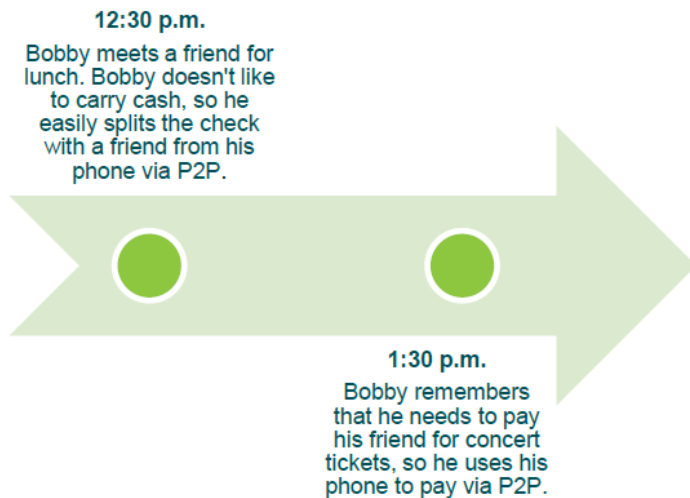 12:30 p.m.
Bobby meets a friend for
lunch. Bobby doesn't like
to carry cash, so he
easily splits the check
with a friend from his
phone via P2P.
1:30 p.m.
Bobby remembers
that he needs to pay
his friend for concert
tickets, so he uses his
phone to pay via P2P.